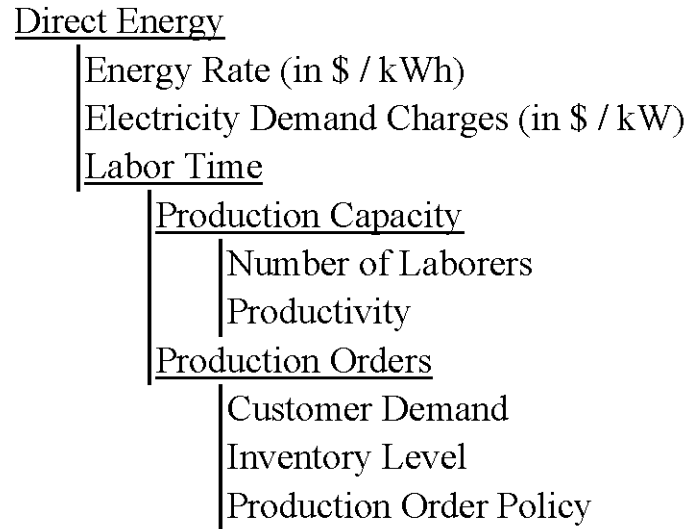 Direct Energy
Energy Rate (in $ / kWh)
Electricity Demand Charges (in $ / kW)
Labor Time
Production Capacity
Number of Laborers
Productivity
Production Orders
Customer Demand
Inventory Level
Production Order Policy